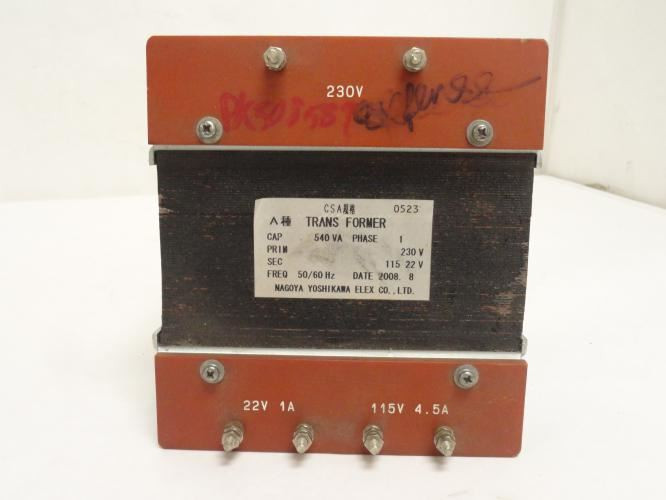 230V
CSA規格 0523
A種 TRANS FORMER
CAP 540 VA PHASE 1
PRIM 230 V
SEC 115 22 V
FREQ 50/60 Hz DATE 2008. 8
NAGOYA YOSHIKAWA ELEX CO.,LTD.
22V 1A 115V 4.5A